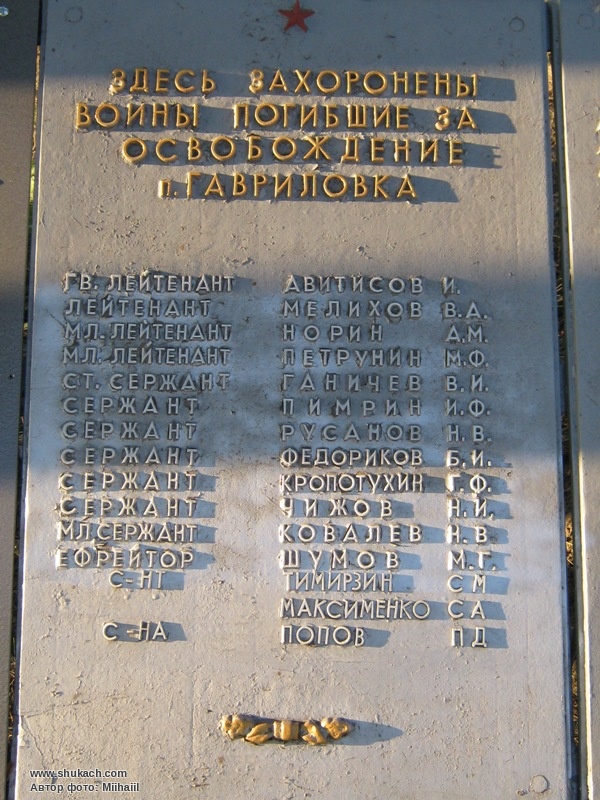 ЗДЕСЬ ЗАХОРОНЕНЫ
ВОИНЫ ПОГИБШИЕ ЗА
ОСВОБОЖДЕНИЕ
п. ГАВРИЛОВКА
ГВ. ЛЕЙТЕНАНТ АВИТИСОВ И.
ЛЕЙТЕНАНТ МЕЛИХОВ В.А.
МЛ. ЛЕЙТЕНАНТ НОРИН А.М.
МЛ. ЛЕЙТЕНАНТ ПЕТРУНИН М.Ф.
СТ. СЕРЖАНТ ГАНИЧЕВ В.И.
СЕРЖАНТ ПИМРИН И.Ф.
СЕРЖАНТ РУСАНОВ Н.В.
СЕРЖАНТ ФЕДОРИКОВ Б.И.
СЕРЖАНТ КРОПОТУХИН Г.Ф.
СЕРЖАНТ ЧИЖОВ Н.И.
МЛ. СЕРЖАНТ КОВАЛЕВ Н.В
ЕФРЕЙТОР ШУМОВ М.Г.
С-НТ ТИМИРЗИН С М
МАКСИМЕНКО С А
С-НА ПОПОВ П Д
www.shukach.com
Автор фото: Miihaiil